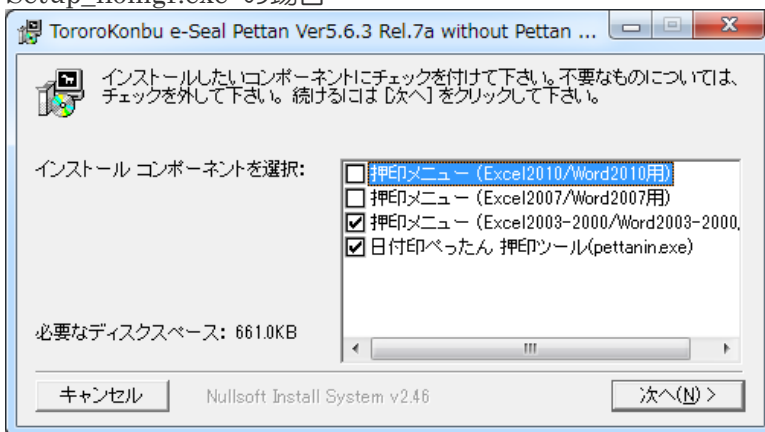 Setup_nomgr.exe の場合
TororoKonbu e-Seal Pettan Ver5.6.3 Rel.7a without Pettan ...
インストールしたいコンポーネントにチェックを付けて下さい。不要なものについては、
チェックを外して下さい。続けるには [次へ] をクリックして下さい。
インストール コンポーネントを選択:
押印メニュー (Excel2010/Word2010用)
押印メニュー (Excel2007/Word2007用)
押印メニュー (Excel2003-2000/Word2003-2000,
日付印ぺったん 押印ツール(pettanin.exe)
必要なディスクスペース: 661.0KB
キャンセル
Nullsoft Install System v2.46
次へ(N) >